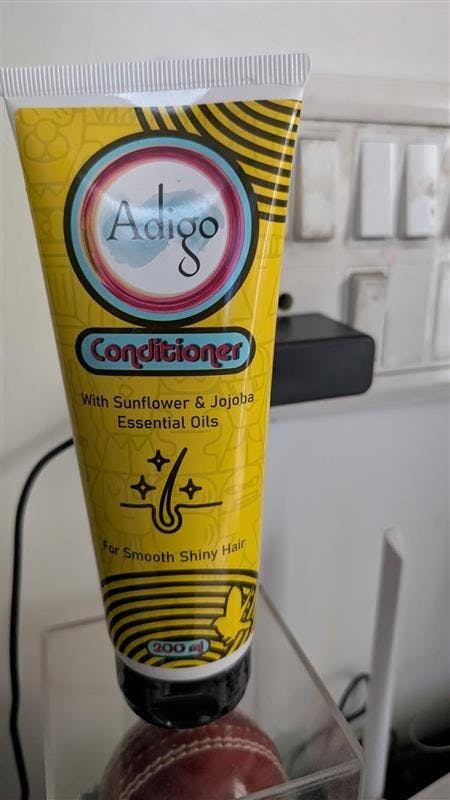 Adigo
Conditioner
With Sunflower & Jojoba
Essential Oils
For Smooth Shiny Hair
200 ml